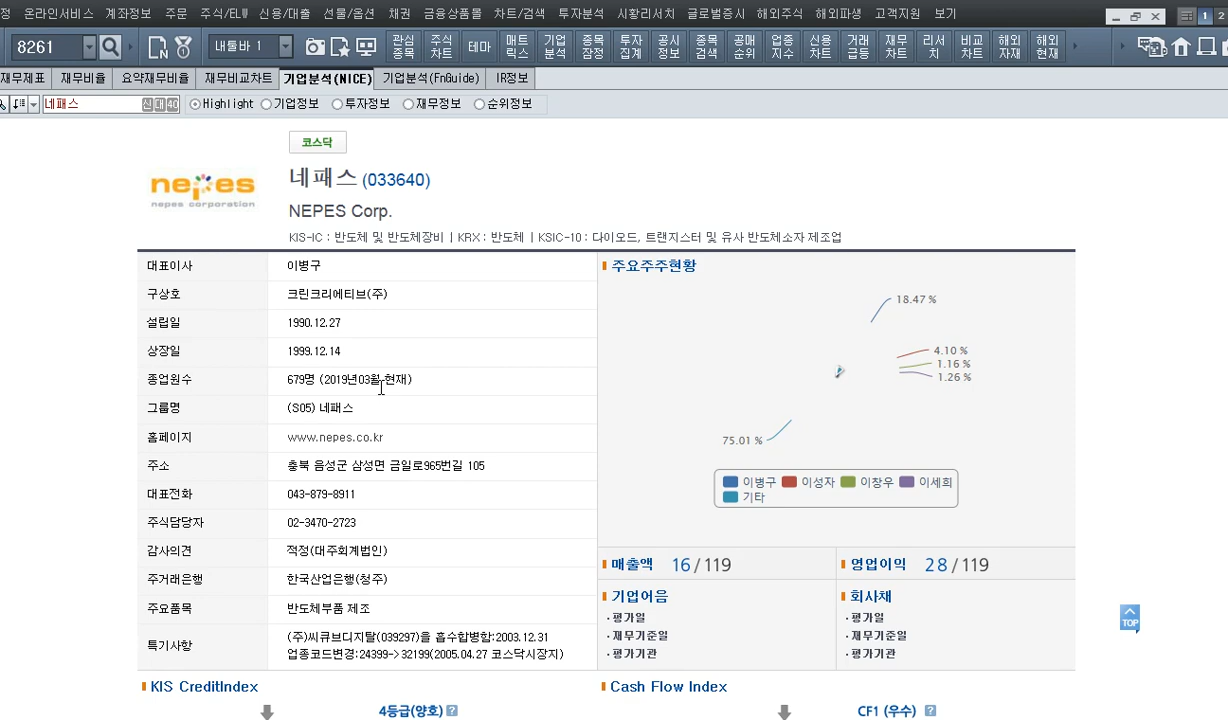 정 온라인서비스 계좌정보 주문 주식/ELW 신용/대출 선물/옵션 채권 금융상품몰 차트/검색 투자분석 시황리서치 글로벌증시 해외주식 해외파생 고객지원 보기
8261 내툴바 1 관심종목 주식차트 테마 매트릭스 기업분석 종목잠정 투자집계 공시정보 종목검색 공매순위 업종지수 신용차트 거래급등 재무차트 리서치 비교차트 해외자재 해외현재 1 2
재무제표 재무비율 요약재무비율 재무비교차트 기업분석(NICE) 기업분석(FnGuide) IR정보
네패스 신 대 40 Highlight 기업정보 투자정보 재무정보 순위정보
코스닥
네패스 (033640)
nepes
nepes corporation
NEPES Corp.
KIS-IC : 반도체 및 반도체장비 | KRX : 반도체 | KSIC-10 : 다이오드, 트랜지스터 및 유사 반도체소자 제조업
대표이사 이병구
구상호 크린크리에티브(주)
설립일 1990.12.27
상장일 1999.12.14
종업원수 679명 (2019년03월 현재)
그룹명 (S05) 네패스
홈페이지 www.nepes.co.kr
주소 충북 음성군 삼성면 금일로965번길 105
대표전화 043-879-8911
주식담당자 02-3470-2723
감사의견 적정(대주회계법인)
주거래은행 한국산업은행(청주)
주요품목 반도체부품 제조
특기사항 (주)씨큐브디지탈(039297)을 흡수합병함:2003.12.31
업종코드변경:24399->32199(2005.04.27 코스닥시장지)
주요주주현황
18.47 %
4.10 %
1.16 %
1.26 %
75.01 %
이병구 이성자 이창우 이세희
기타
매출액 16/119 영업이익 28/119
기업어음 회사채
·평가일 ·평가일
·재무기준일 ·재무기준일
·평가기관 ·평가기관
TOP
KIS CreditIndex Cash Flow Index
4등급(양호) ? CF1 (우수) ?